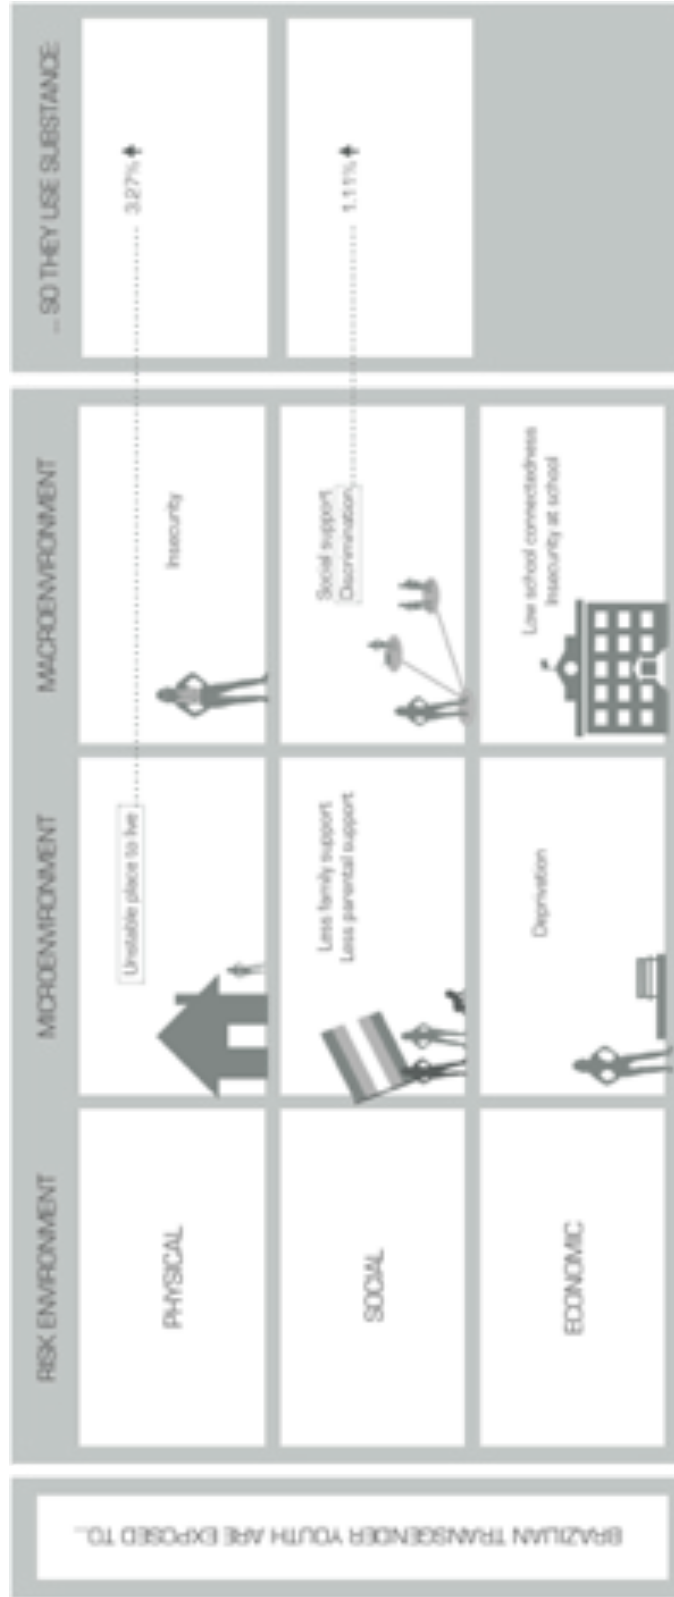 BRAZILIAN TRANSGENDER YOUTH ARE EXPOSED TO...
RISK ENVIRONMENT
MICROENVIRONMENT
MACROENVIRONMENT
... SO THEY USE SUBSTANCE:
PHYSICAL
Unstable place to live
Insecurity
3.27%
SOCIAL
Less family support
Less parental support
Social support
Discrimination
1.11%
ECONOMIC
Deprivation
Low school connectedness
Insecurity at school